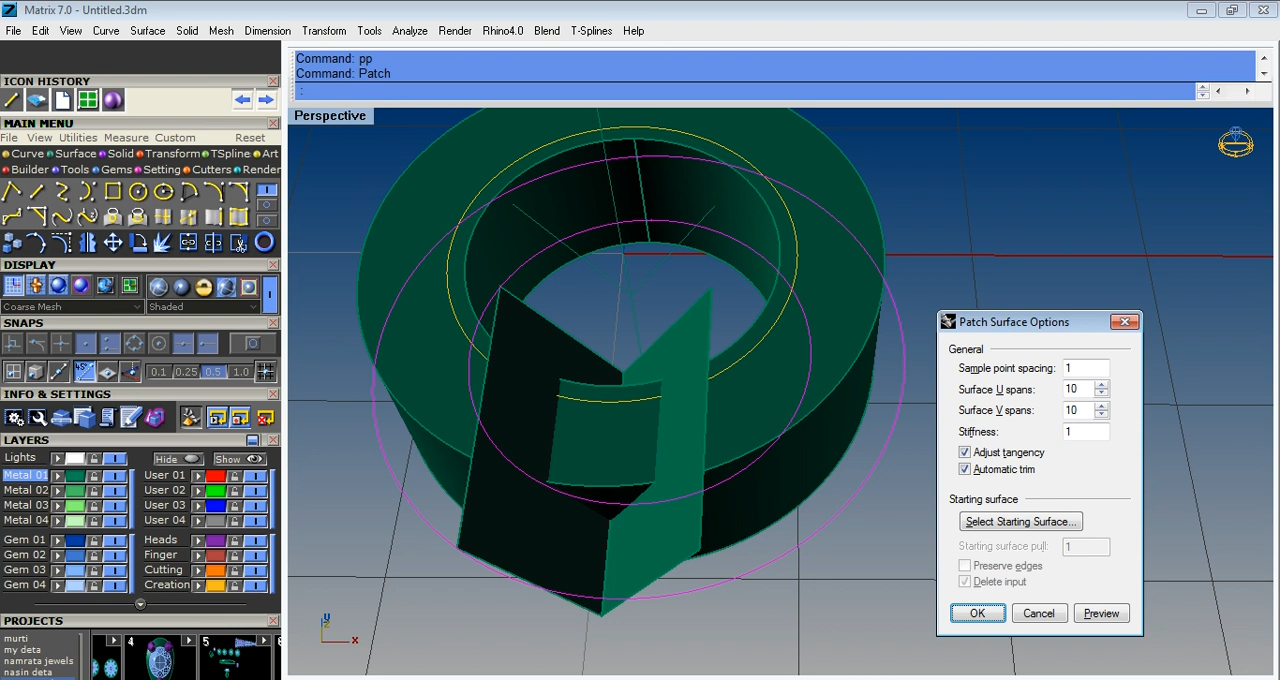 Matrix 7.0 - Untitled.3dm
File Edit View Curve Surface Solid Mesh Dimension Transform Tools Analyze Render Rhino4.0 Blend T-Splines Help
Command: pp
Command: Patch
:
ICON HISTORY
MAIN MENU
File View Utilities Measure Custom Reset
Curve Surface Solid Transform TSpline Art
Builder Tools Gems Setting Cutters Render
DISPLAY
Coarse Mesh Shaded
SNAPS
45°
0.1 0.25 0.5 1.0
INFO & SETTINGS
LAYERS
Lights Hide Show
Metal 01 User 01
Metal 02 User 02
Metal 03 User 03
Metal 04 User 04
Gem 01 Heads
Gem 02 Finger
Gem 03 Cutting
Gem 04 Creation
PROJECTS
murti
my deta
namrata jewels
nasin deta
4 5
Perspective
z
x
Patch Surface Options
General
Sample point spacing: 1
Surface U spans: 10
Surface V spans: 10
Stiffness: 1
Adjust tangency
Automatic trim
Starting surface
Select Starting Surface...
Starting surface pull: 1
Preserve edges
Delete input
OK Cancel Preview